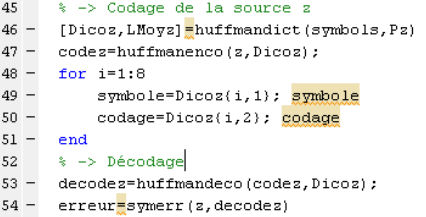 45 % -> Codage de la source z
46 - [Dicoz,LMoyz]=huffmandict(symbols,Pz)
47 - codez=huffmanenco(z,Dicoz);
48 - for i=1:8
49 - symbole=Dicoz{i,1}; symbole
50 - codage=Dicoz{i,2}; codage
51 - end
52 % -> Décodage
53 - decodez=huffmandeco(codez,Dicoz);
54 - erreur=symerr(z,decodez)